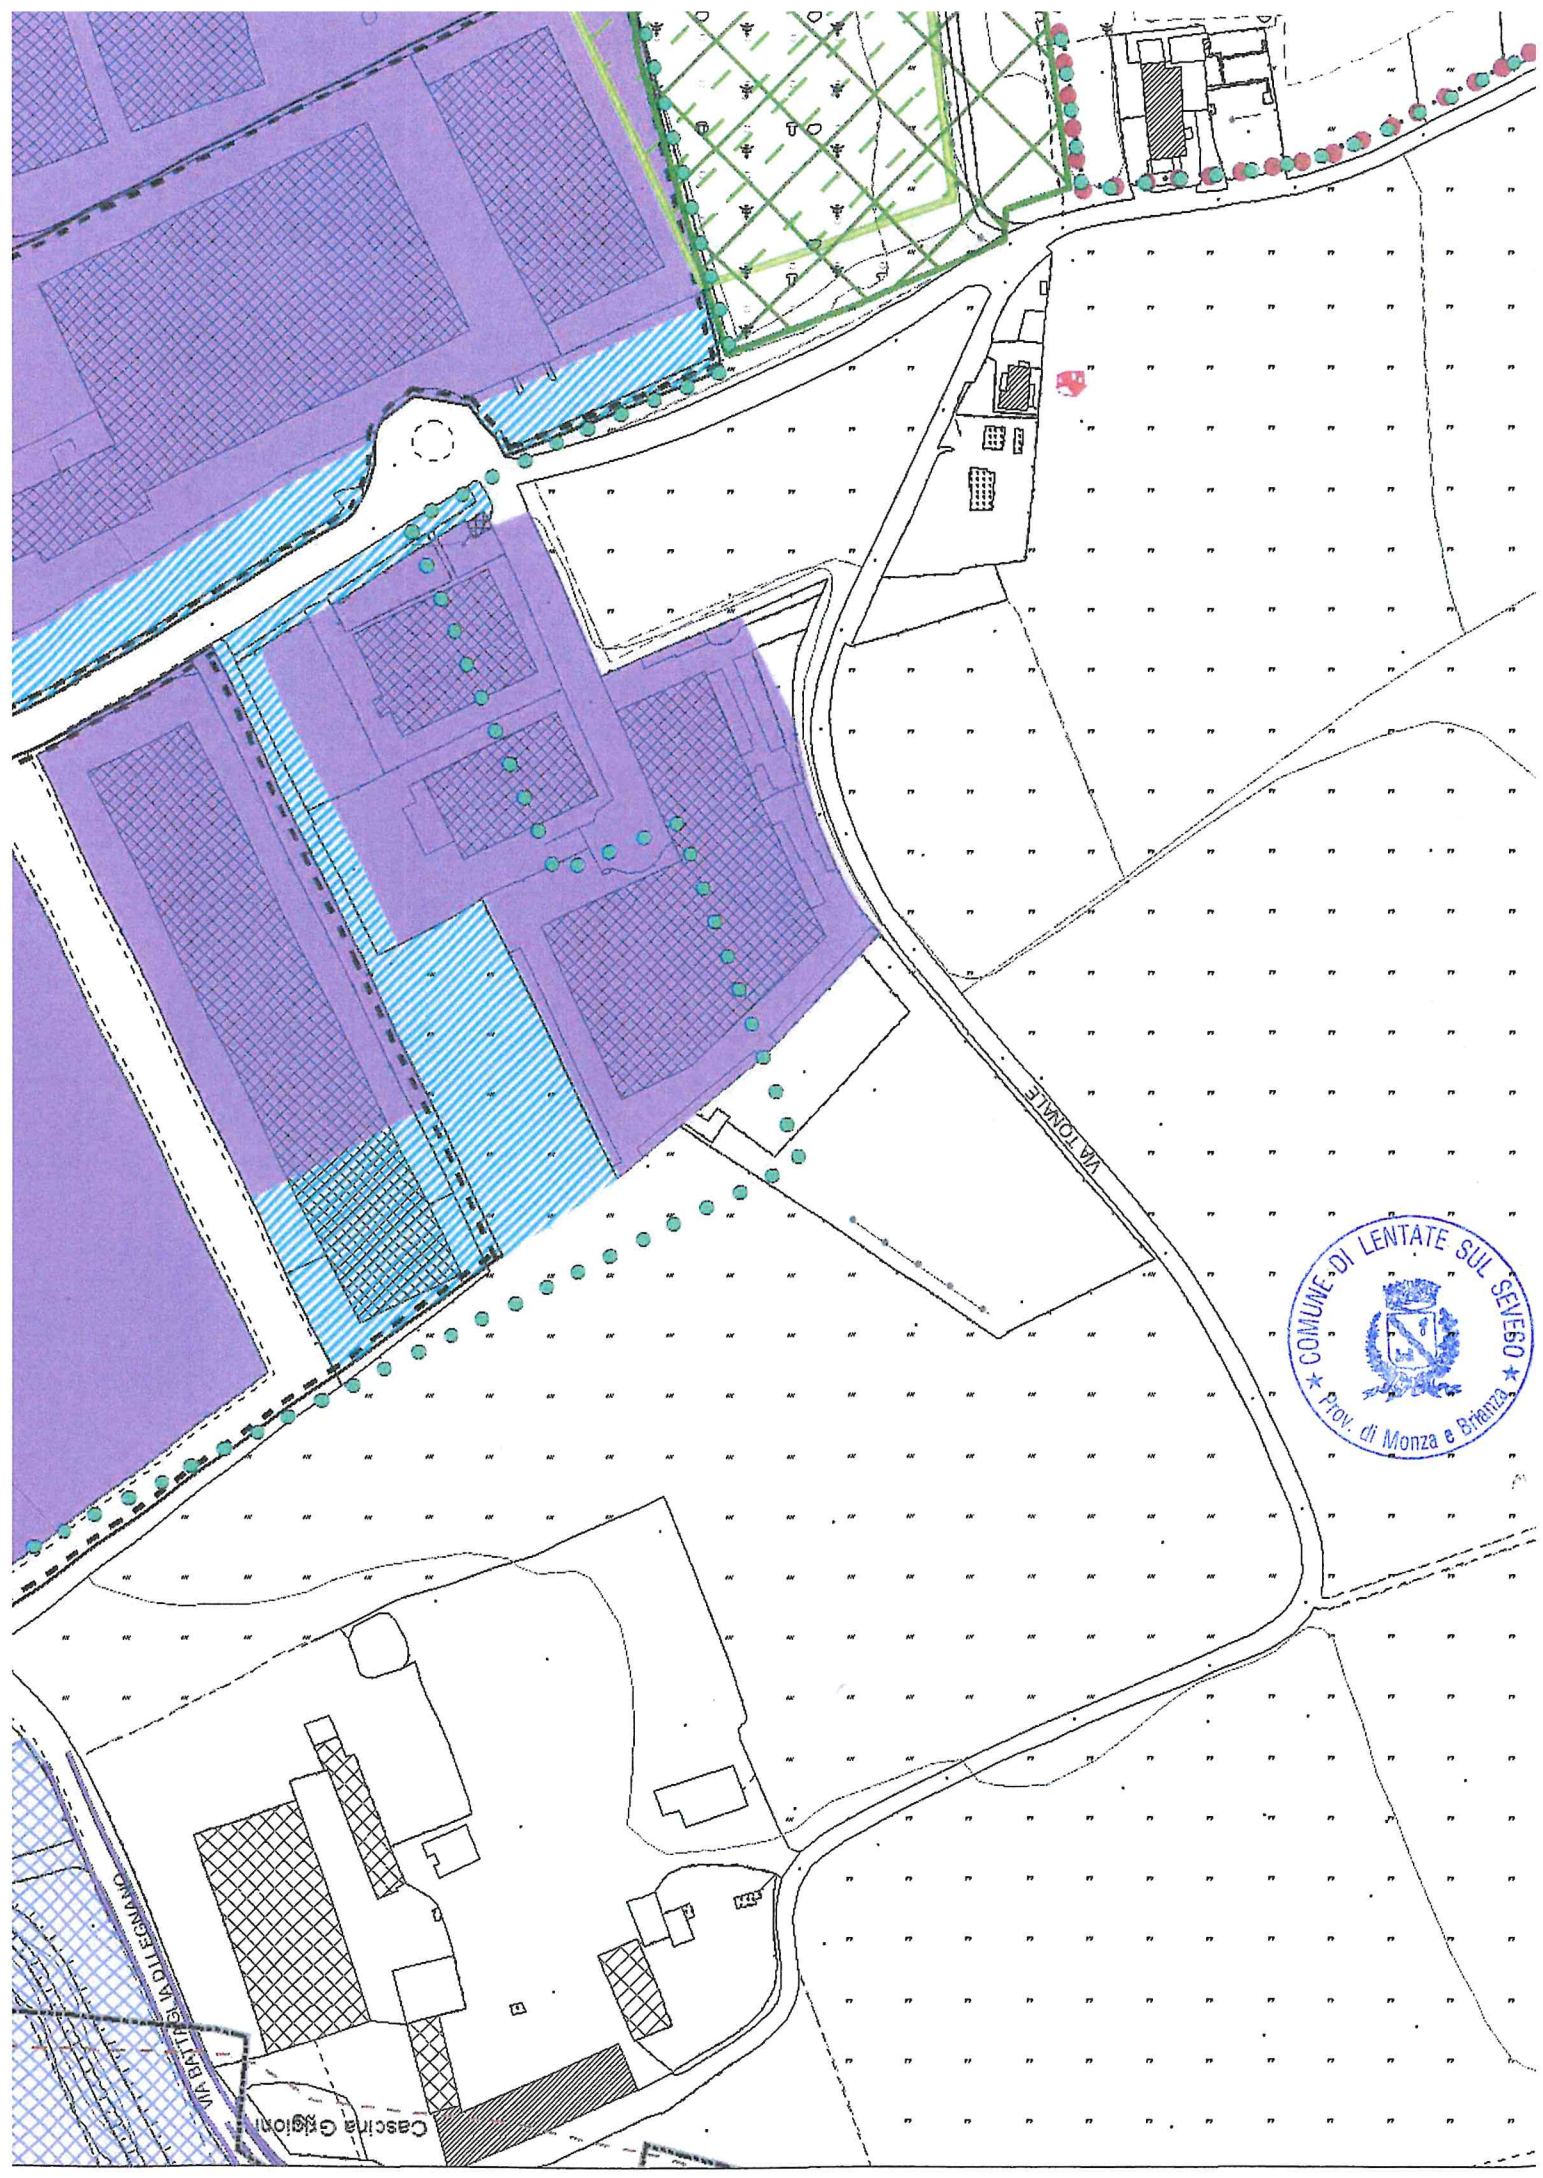 VIA TONALE
COMUNE DI LENTATE SUL SEVESO
Prov. di Monza e Brianza
VIA BATTAGLIA DI LEGNANO
Cascina Grigioni